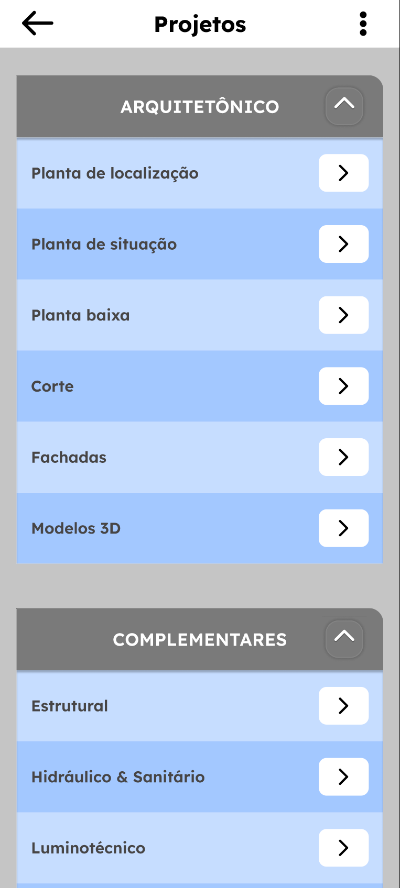 Projetos
ARQUITETÔNICO
Planta de localização
Planta de situação
Planta baixa
Corte
Fachadas
Modelos 3D
COMPLEMENTARES
Estrutural
Hidráulico & Sanitário
Luminotécnico